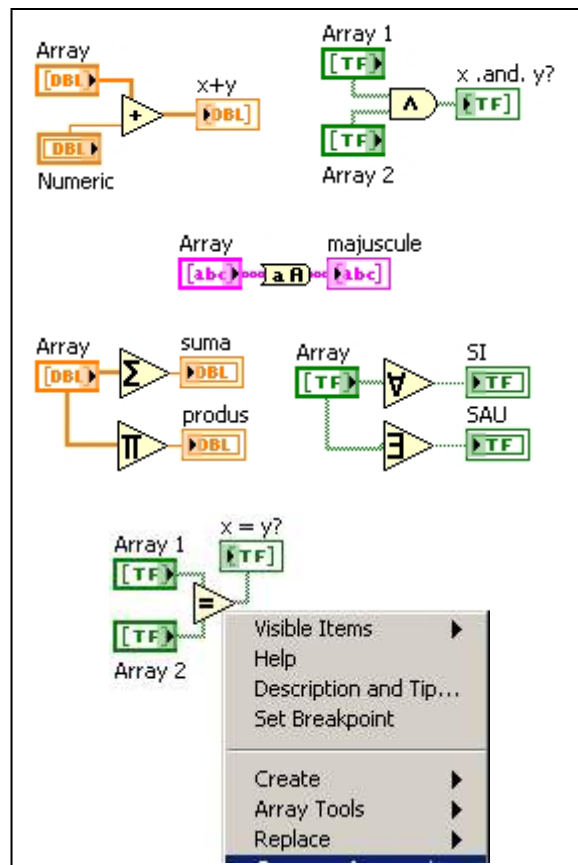 Array
[DBL]
x+y
[DBL]
+
DBL
Numeric
Array 1
[TF]
x .and. y?
[TF]
∧
[TF]
Array 2
Array
[abc]
aA
majuscule
[abc]
Array
[DBL]
Σ
suma
DBL
Π
produs
DBL
Array
[TF]
∀
SI
TF
∃
SAU
TF
x = y?
[TF]
Array 1
[TF]
=
[TF]
Array 2
Visible Items
Help
Description and Tip...
Set Breakpoint
Create
Array Tools
Replace